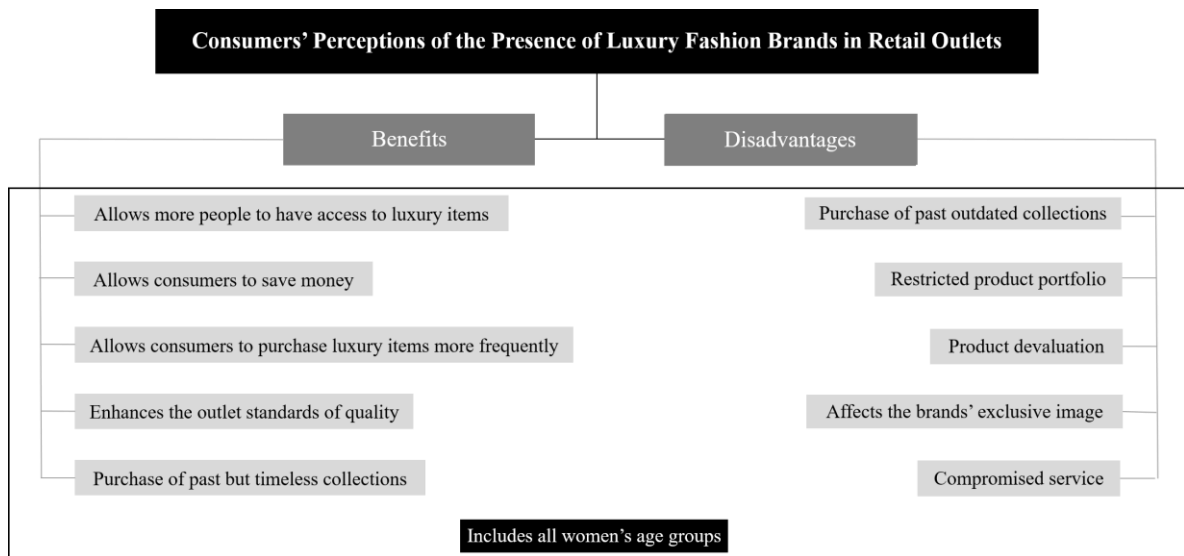 Consumers’ Perceptions of the Presence of Luxury Fashion Brands in Retail Outlets
Benefits
Disadvantages
Allows more people to have access to luxury items
Allows consumers to save money
Allows consumers to purchase luxury items more frequently
Enhances the outlet standards of quality
Purchase of past but timeless collections
Purchase of past outdated collections
Restricted product portfolio
Product devaluation
Affects the brands’ exclusive image
Compromised service
Includes all women’s age groups